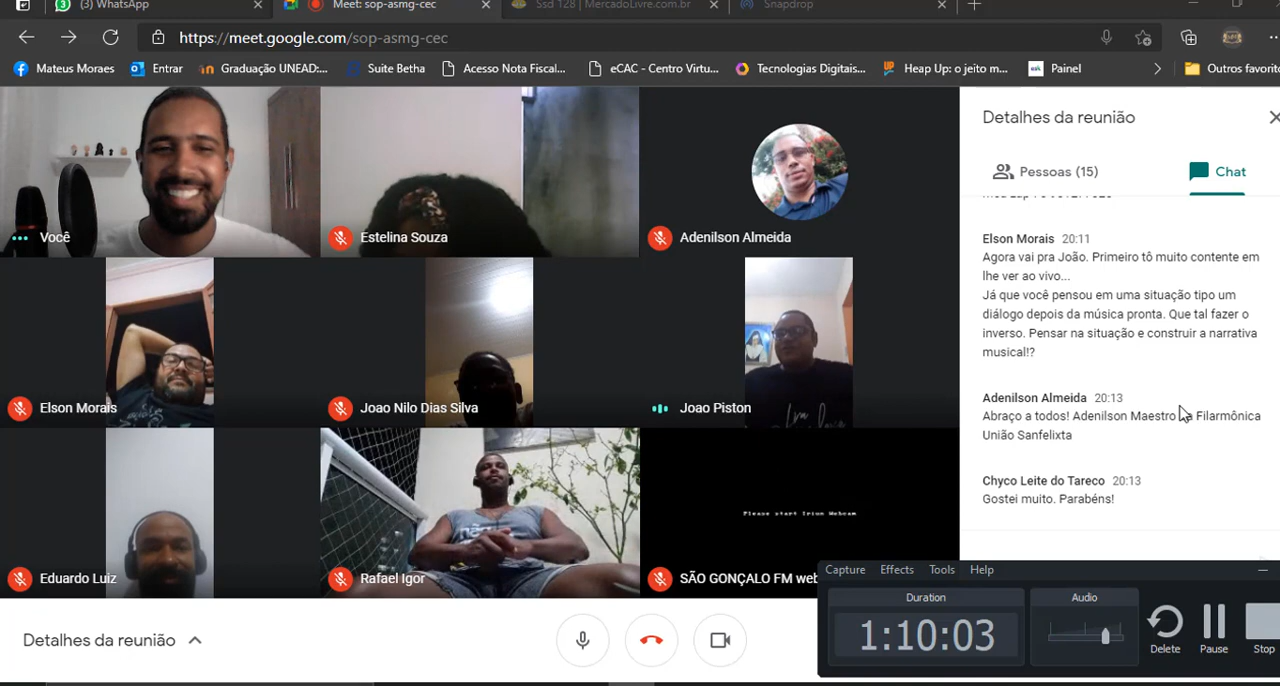 (3) WhatsApp
Meet: sop-asmg-cec
Ssd 128 | MercadoLivre.com.br
Snapdrop
https://meet.google.com/sop-asmg-cec
Mateus Moraes
Entrar
Graduação UNEAD:...
Suite Betha
Acesso Nota Fiscal...
eCAC - Centro Virtu...
Tecnologias Digitais...
Heap Up: o jeito m...
Painel
Outros favorito
Detalhes da reunião
Pessoas (15)
Chat
Elson Morais 20:11
Agora vai pra João. Primeiro tô muito contente em
lhe ver ao vivo...
Já que você pensou em uma situação tipo um
diálogo depois da música pronta. Que tal fazer o
inverso. Pensar na situação e construir a narrativa
musical!?
Adenilson Almeida 20:13
Abraço a todos! Adenilson Maestro Filarmônica
União Sanfelixta
Chyco Leite do Tareco 20:13
Gostei muito. Parabéns!
Você
Estelina Souza
Adenilson Almeida
Elson Morais
Joao Nilo Dias Silva
Joao Piston
Eduardo Luiz
Rafael Igor
Please start Iriun Webcam
SÃO GONÇALO FM web
Detalhes da reunião
Capture
Effects
Tools
Help
Duration
1:10:03
Audio
Delete
Pause
Stop